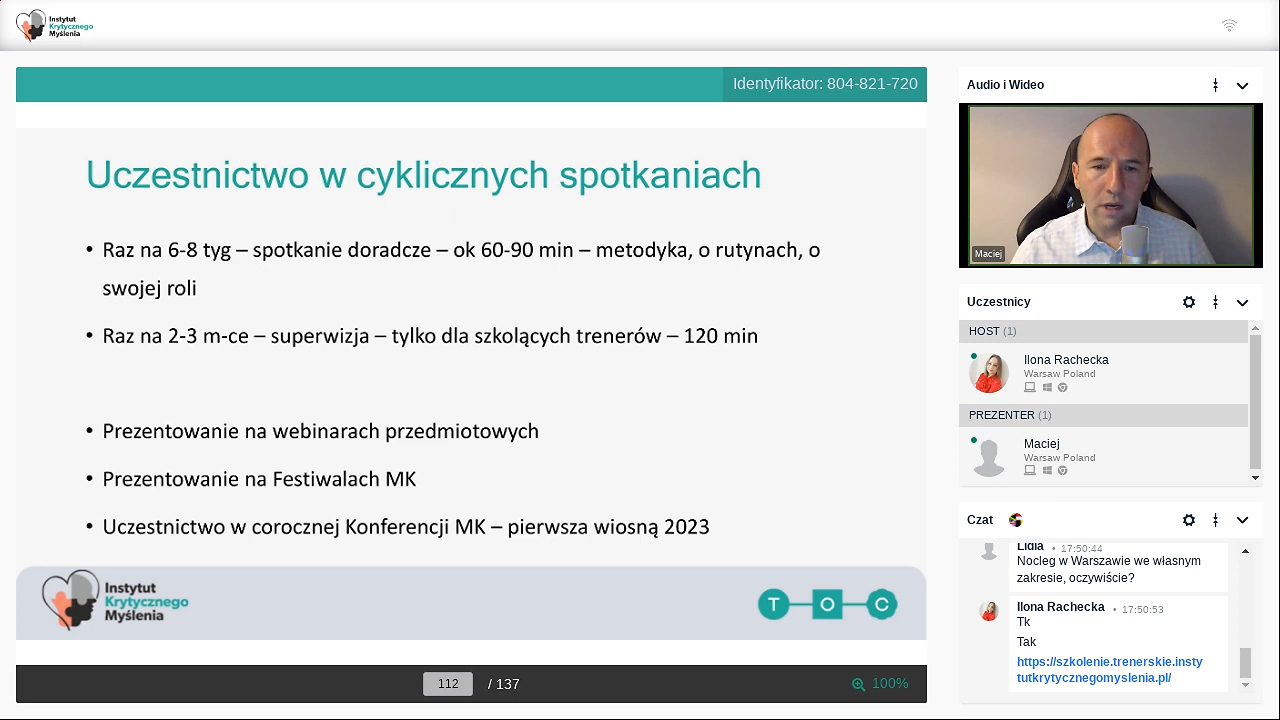 Instytut
Krytycznego
Myślenia
Identyfikator: 804-821-720
Uczestnictwo w cyklicznych spotkaniach
• Raz na 6-8 tyg – spotkanie doradcze – ok 60-90 min – metodyka, o rutynach, o
swojej roli
• Raz na 2-3 m-ce – superwizja – tylko dla szkolących trenerów – 120 min
• Prezentowanie na webinarach przedmiotowych
• Prezentowanie na Festiwalach MK
• Uczestnictwo w corocznej Konferencji MK – pierwsza wiosną 2023
Instytut
Krytycznego
Myślenia
T O C
112 / 137
100%
Audio i Wideo
Maciej
Uczestnicy
HOST (1)
Ilona Rachecka
Warsaw Poland
PREZENTER (1)
Maciej
Warsaw Poland
Czat
Lidia • 17:50:44
Nocleg w Warszawie we własnym
zakresie, oczywiście?
Ilona Rachecka • 17:50:53
Tk
Tak
https://szkolenie.trenerskie.insty
tutkrytycznegomyslenia.pl/